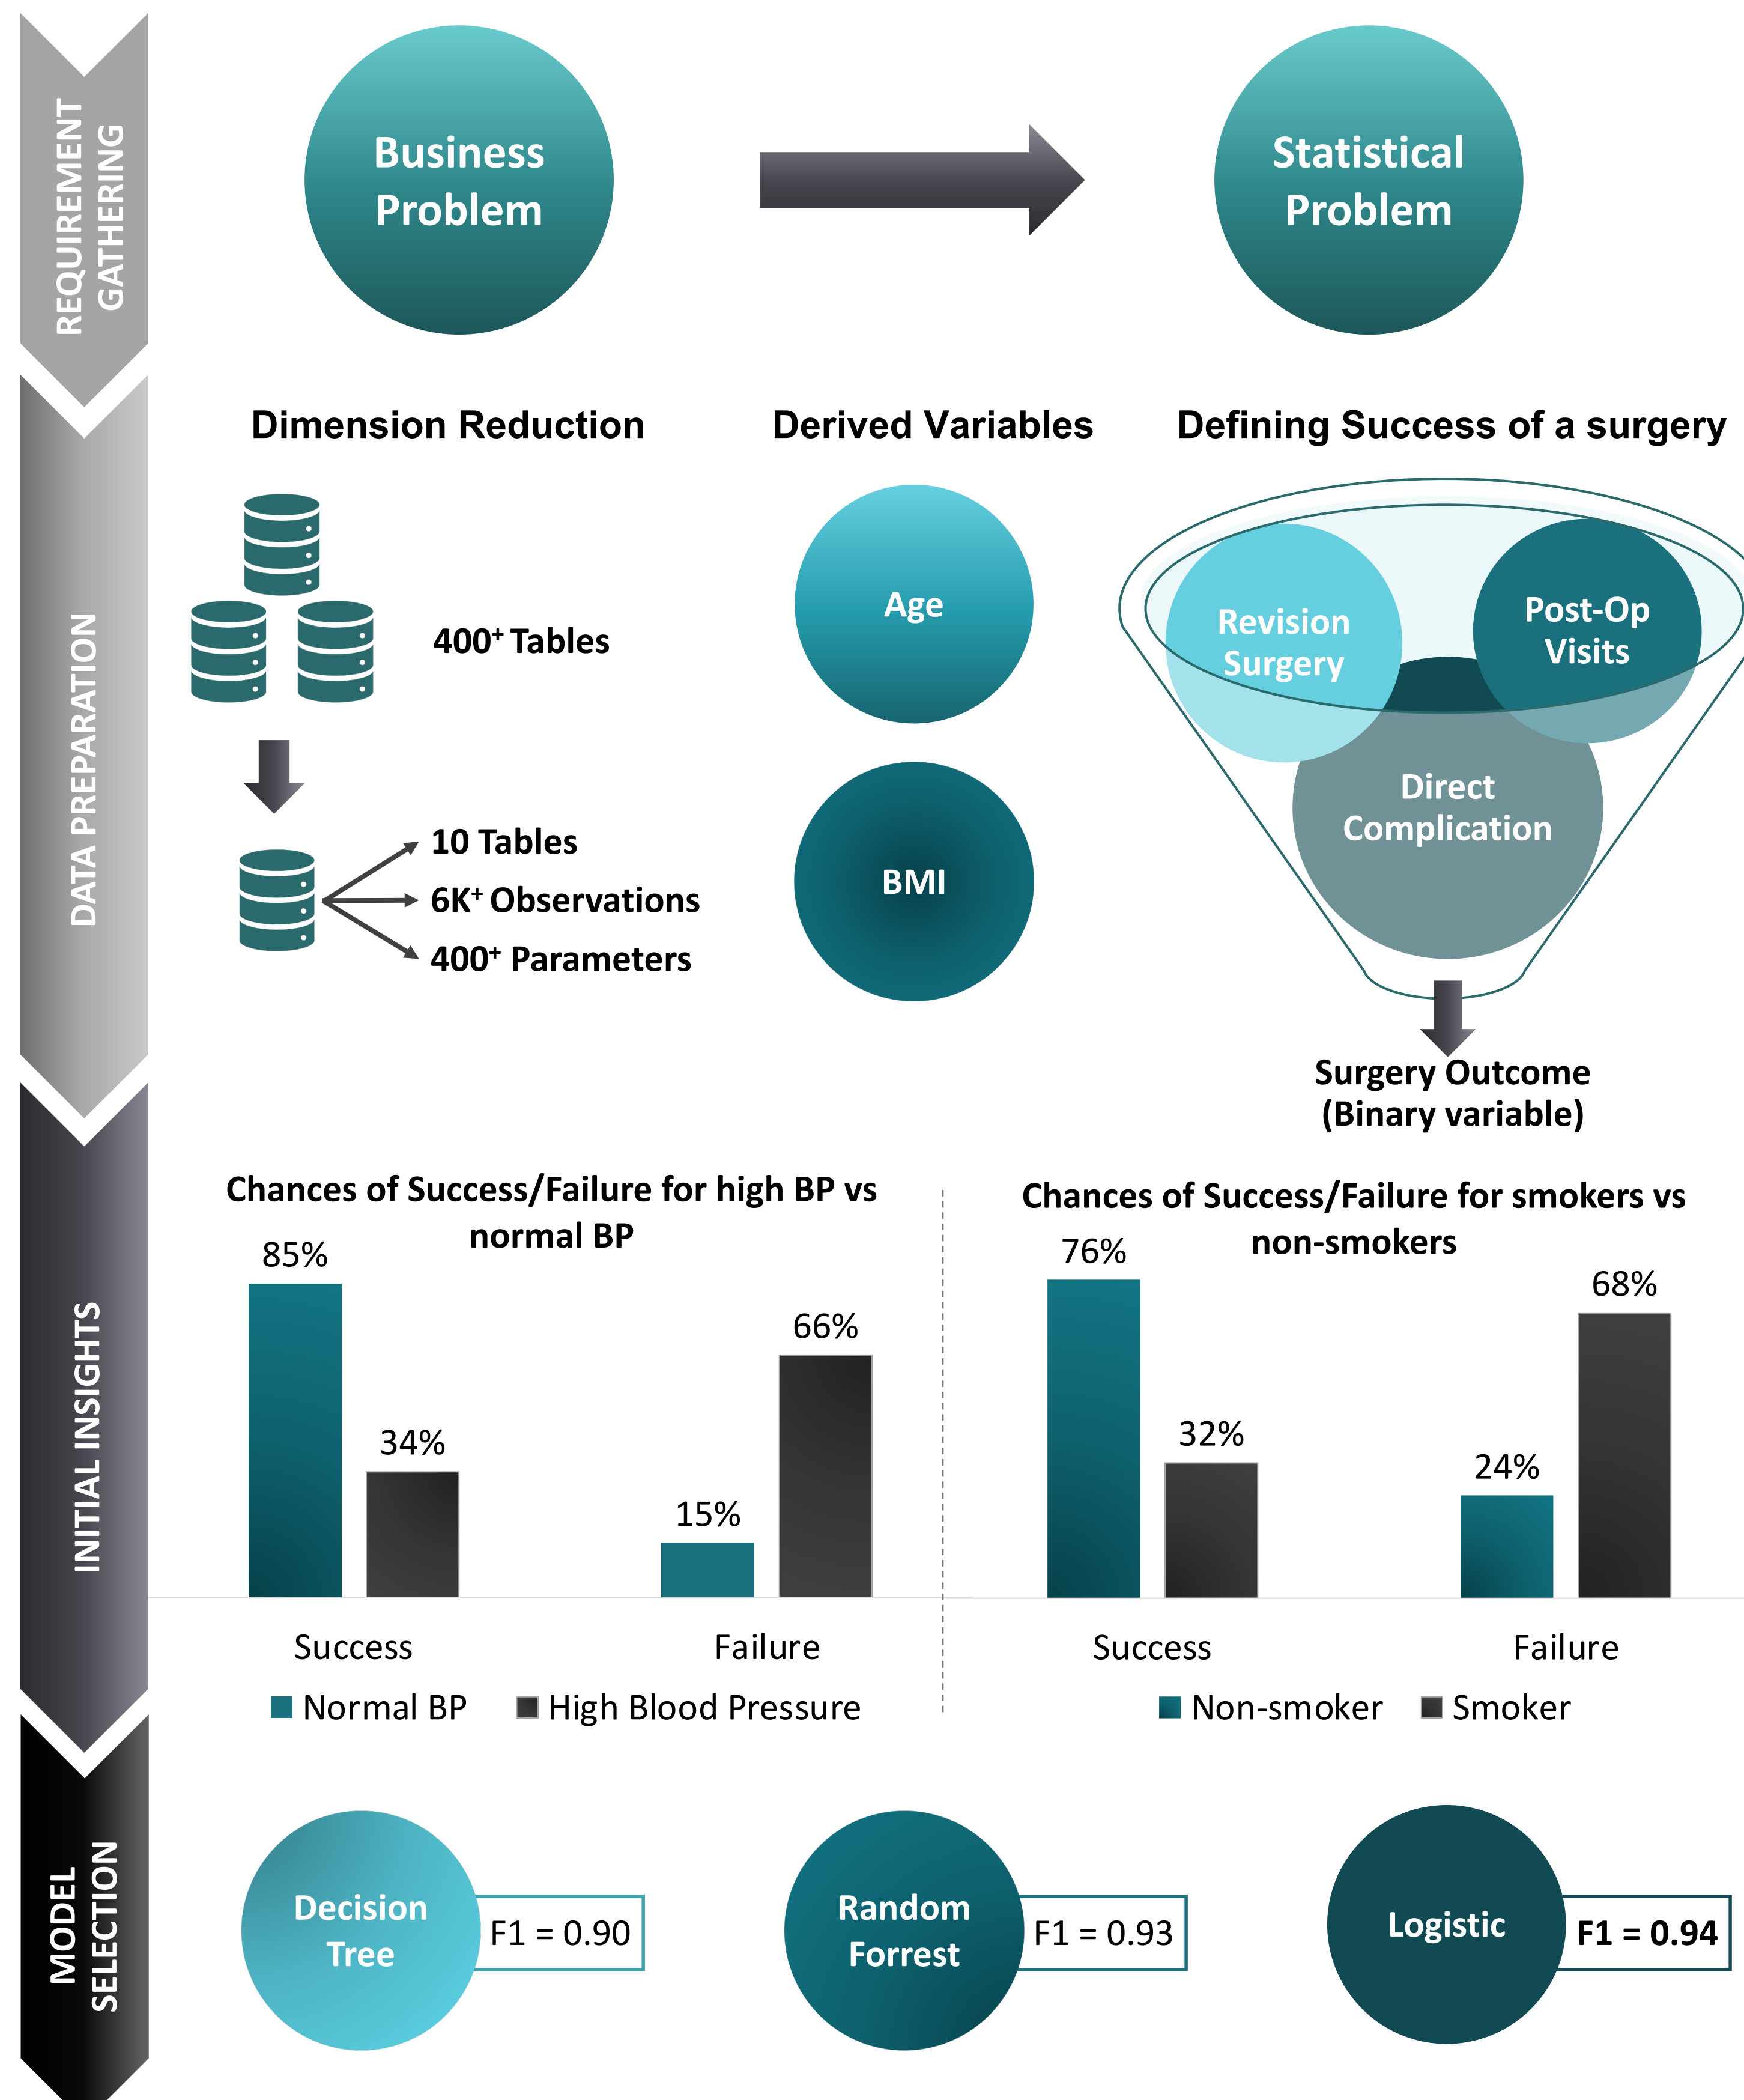 REQUIREMENT
GATHERING
Business
Problem
Statistical
Problem
DATA PREPARATION
Dimension Reduction
400+ Tables
10 Tables
6K+ Observations
400+ Parameters
Derived Variables
Age
BMI
Defining Success of a surgery
Revision
Surgery
Post-Op
Visits
Direct
Complication
Surgery Outcome
(Binary variable)
INITIAL INSIGHTS
Chances of Success/Failure for high BP vs
normal BP
85%
34%
15%
66%
Success
Failure
Normal BP
High Blood Pressure
Chances of Success/Failure for smokers vs
non-smokers
76%
32%
24%
68%
Success
Failure
Non-smoker
Smoker
MODEL
SELECTION
Decision
Tree
F1 = 0.90
Random
Forrest
F1 = 0.93
Logistic
F1 = 0.94